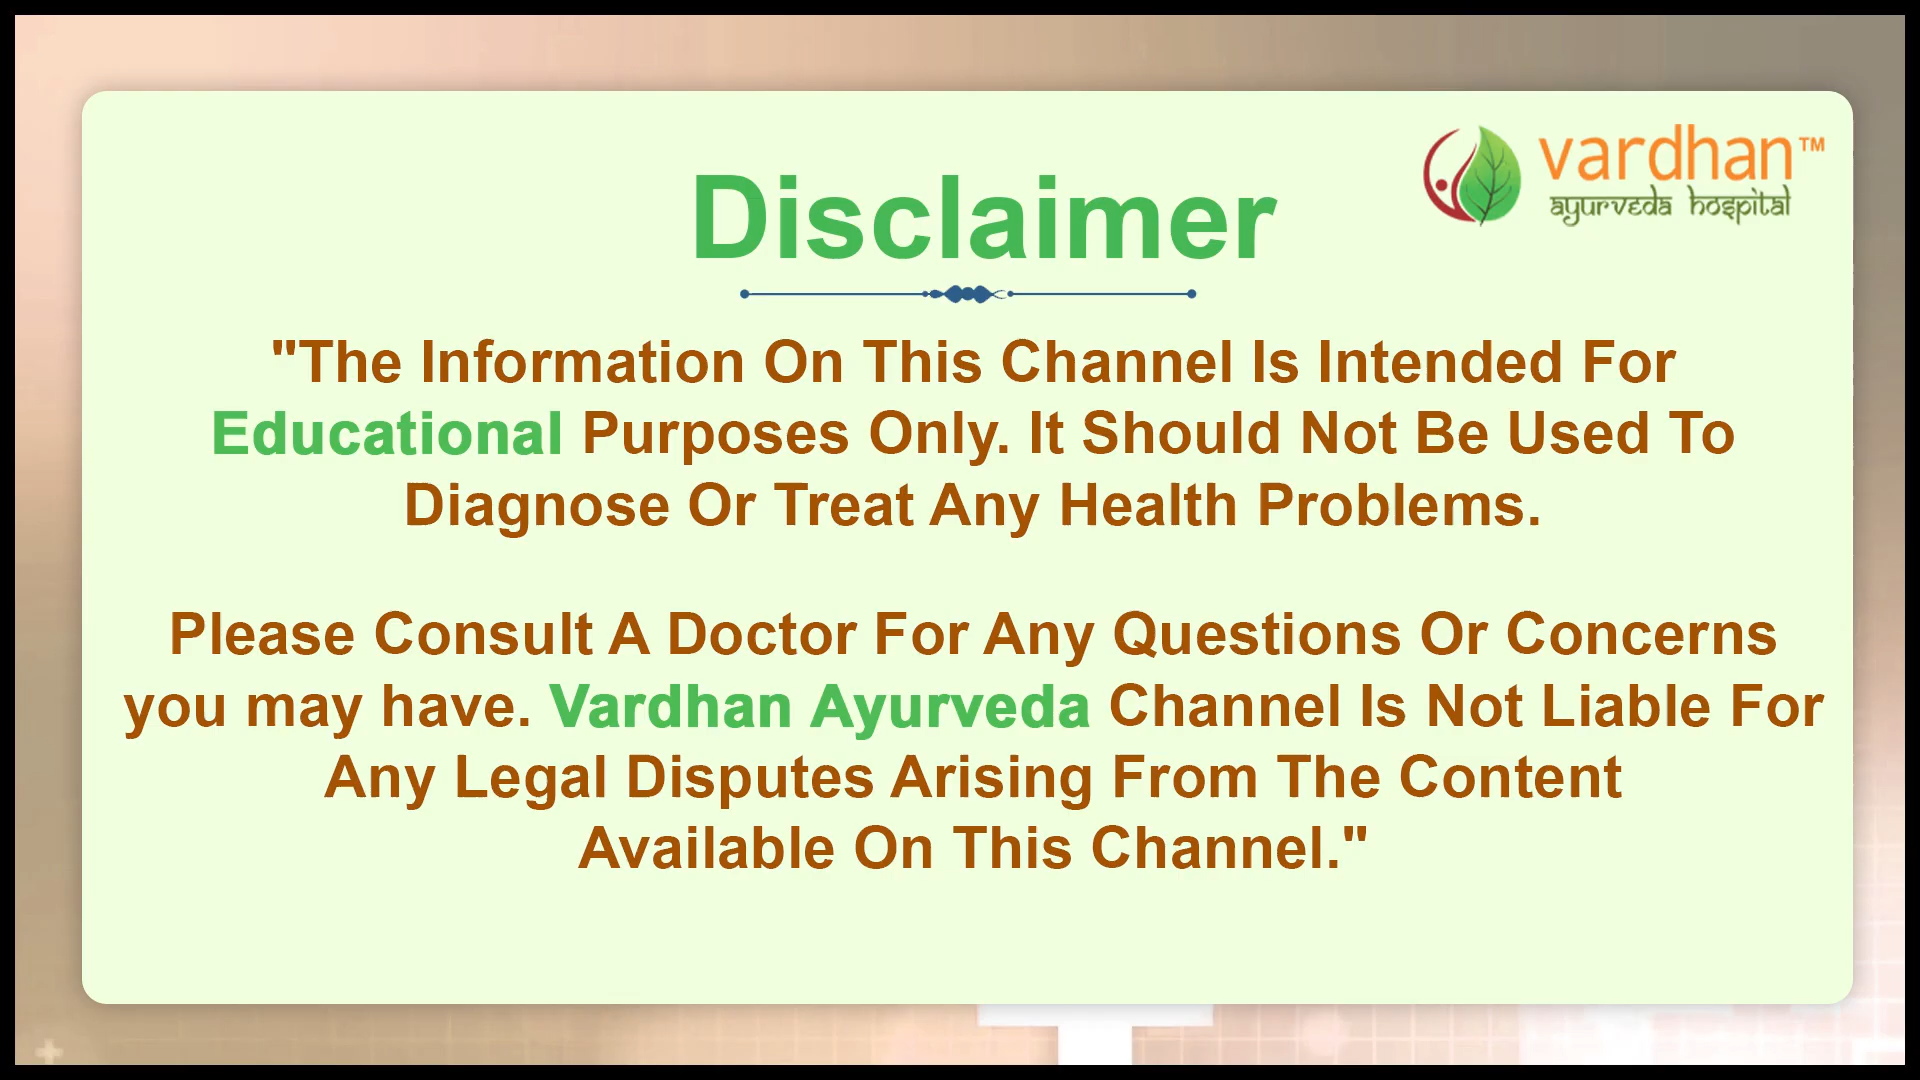 vardhan™
ayurveda hospital
Disclaimer
"The Information On This Channel Is Intended For
Educational Purposes Only. It Should Not Be Used To
Diagnose Or Treat Any Health Problems.
Please Consult A Doctor For Any Questions Or Concerns
you may have. Vardhan Ayurveda Channel Is Not Liable For
Any Legal Disputes Arising From The Content
Available On This Channel."